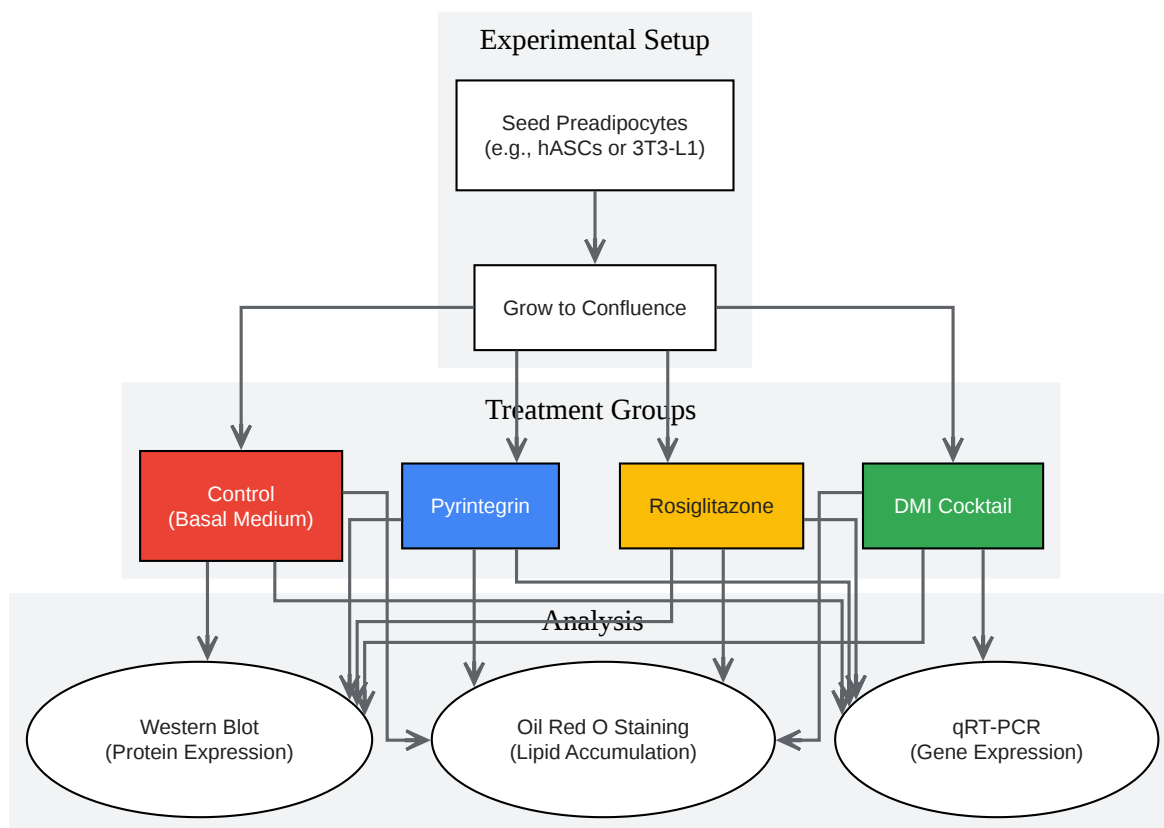 Experimental Setup
Seed Preadipocytes
(e.g., hASCs or 3T3-L1)
Grow to Confluence
Treatment Groups
Control
(Basal Medium)
Pyrintegrin
Rosiglitazone
DMI Cocktail
Analysis
Western Blot
(Protein Expression)
Oil Red O Staining
(Lipid Accumulation)
qRT-PCR
(Gene Expression)